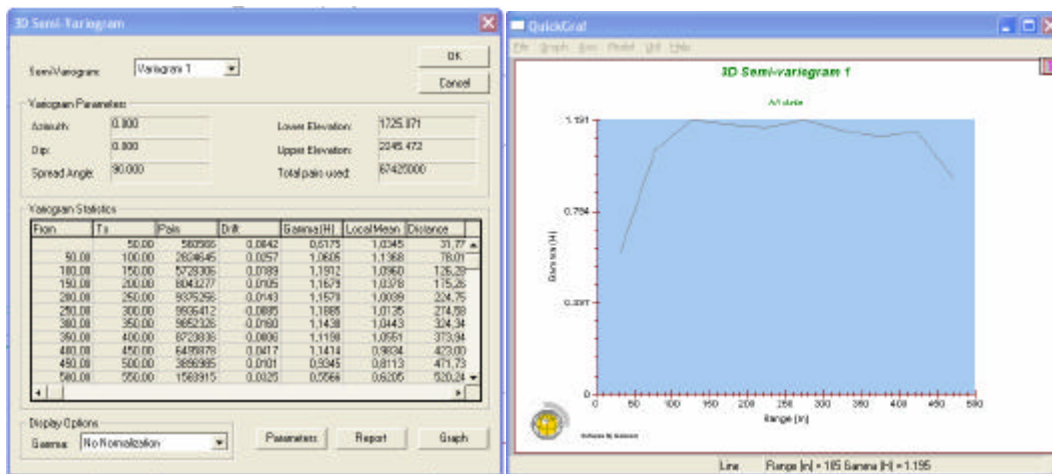 3D Semi-Variogram
Semi-Variogram: Variogram 1
OK
Cancel
Variogram Parameters
Azimuth: 0.000
Lower Elevation: 1725.071
Dip: 0.000
Upper Elevation: 2245.472
Spread Angle: 90.000
Total pairs used: 67425000
Variogram Statistics
From To Pairs Drift Gamma (H) Local Mean Distance
50,00 0,0042 0,6175 1,0345 31,77
50,00 100,00 2824645 0,0257 1,0605 1,1368 78,01
100,00 150,00 5728306 0,0189 1,1912 1,0960 126,28
150,00 200,00 8043277 0,0105 1,1679 1,0378 175,26
200,00 250,00 9375256 0,0143 1,1570 1,0039 224,75
250,00 300,00 9936412 0,0085 1,1885 1,0135 274,58
300,00 350,00 9852326 0,0160 1,1438 1,0443 324,34
350,00 400,00 8723836 0,0806 1,1198 1,0551 373,94
400,00 450,00 6495878 0,0417 1,1414 0,9834 423,00
450,00 500,00 3896985 0,0101 0,9345 0,8113 471,73
500,00 550,00 1563915 0,0325 0,5566 0,6205 520,24
Display Options
Gamma: No Normalization
Parameters
Report
Graph
QuickGraf
File Graph Axis Model Util Help
3D Semi-variogram 1
1.191
0.794
0.397
0
Gamma (H)
0 50 100 150 200 250 300 350 400 450 500
Range (m)
Line Range [m] = 185 Gamma [H] = 1.195